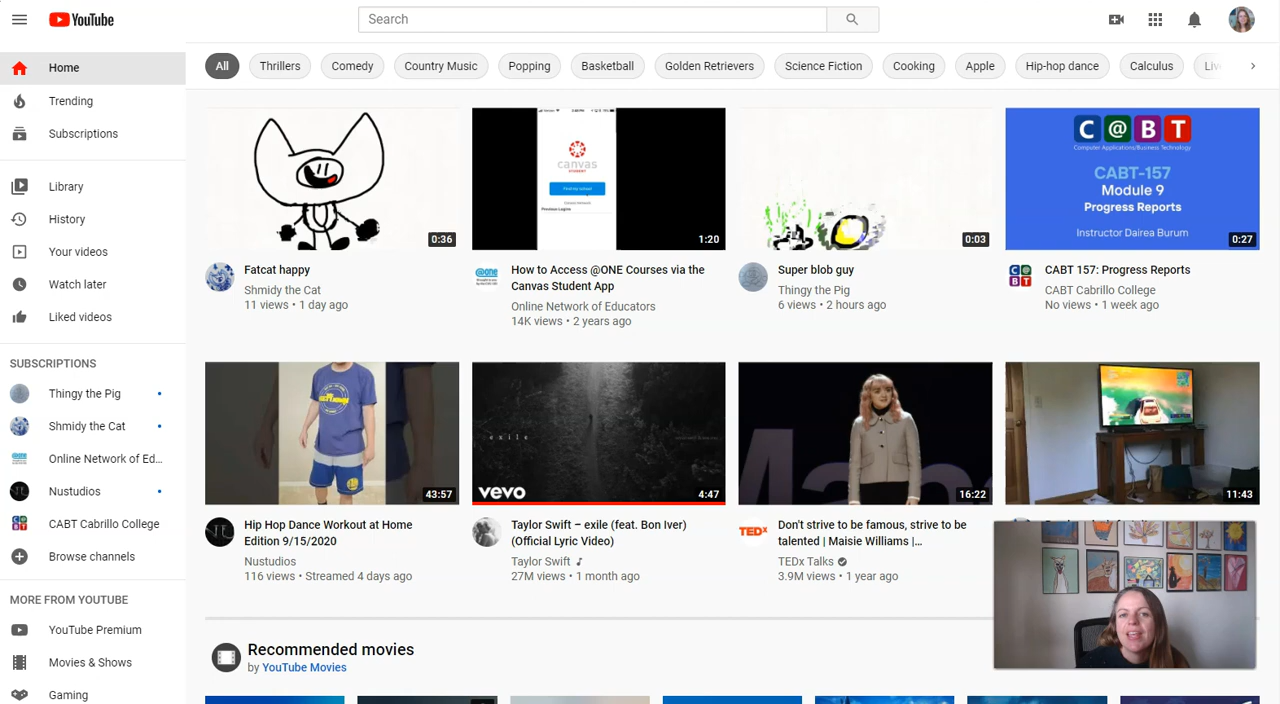 YouTube
Search
All
Thrillers
Comedy
Country Music
Popping
Basketball
Golden Retrievers
Science Fiction
Cooking
Apple
Hip-hop dance
Calculus
Home
Trending
Subscriptions
Library
History
Your videos
Watch later
Liked videos
SUBSCRIPTIONS
Thingy the Pig
Shmidy the Cat
Online Network of Ed...
Nustudios
CABT Cabrillo College
Browse channels
MORE FROM YOUTUBE
YouTube Premium
Movies & Shows
Gaming
0:36
Fatcat happy
Shmidy the Cat
11 views • 1 day ago
canvas
STUDENT
1:20
@ONE
How to Access @ONE Courses via the
Canvas Student App
Online Network of Educators
14K views • 2 years ago
0:03
Super blob guy
Thingy the Pig
6 views • 2 hours ago
C@BT
Computer Applications/Business Technology
CABT-157
Module 9
Progress Reports
Instructor Dairea Burum
0:27
CABT 157: Progress Reports
CABT Cabrillo College
No views • 1 week ago
43:57
Hip Hop Dance Workout at Home
Edition 9/15/2020
Nustudios
116 views • Streamed 4 days ago
exile
vevo
4:47
Taylor Swift – exile (feat. Bon Iver)
(Official Lyric Video)
Taylor Swift ♪
27M views • 1 month ago
16:22
TEDx
Don't strive to be famous, strive to be
talented | Maisie Williams |...
TEDx Talks
3.9M views • 1 year ago
11:43
Recommended movies
by YouTube Movies